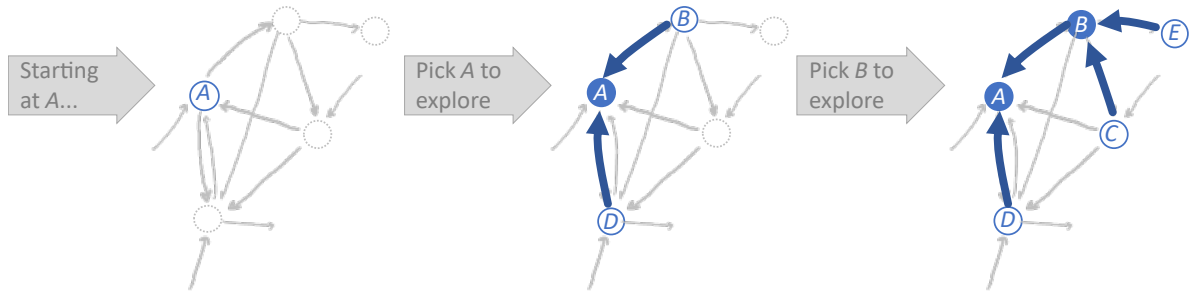 Starting
at A...
A
Pick A to
explore
B
A
D
Pick B to
explore
B
E
A
C
D